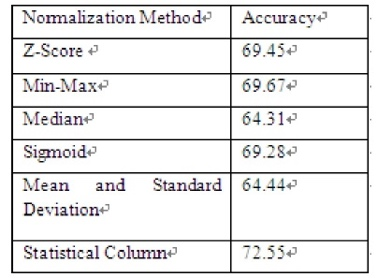 Normalization Method Accuracy
Z-Score 69.45
Min-Max 69.67
Median 64.31
Sigmoid 69.28
Mean and Standard 64.44
Deviation
Statistical Column 72.55